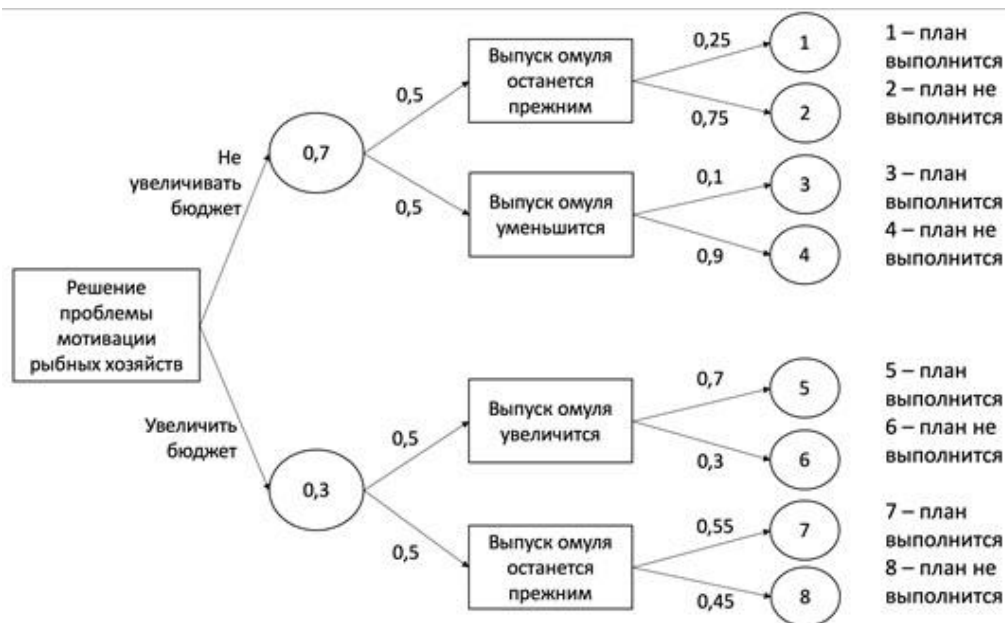 Решение
проблемы
мотивации
рыбных хозяйств
Не
увеличивать
бюджет
0,7
0,5
Выпуск омуля
останется
прежним
0,25
1
0,75
2
1 – план
выполнится
2 – план не
выполнится
0,5
Выпуск омуля
уменьшится
0,1
3
0,9
4
3 – план
выполнится
4 – план не
выполнится
Увеличить
бюджет
0,3
0,5
Выпуск омуля
увеличится
0,7
5
0,3
6
5 – план
выполнится
6 – план не
выполнится
0,5
Выпуск омуля
останется
прежним
0,55
7
0,45
8
7 – план
выполнится
8 – план не
выполнится